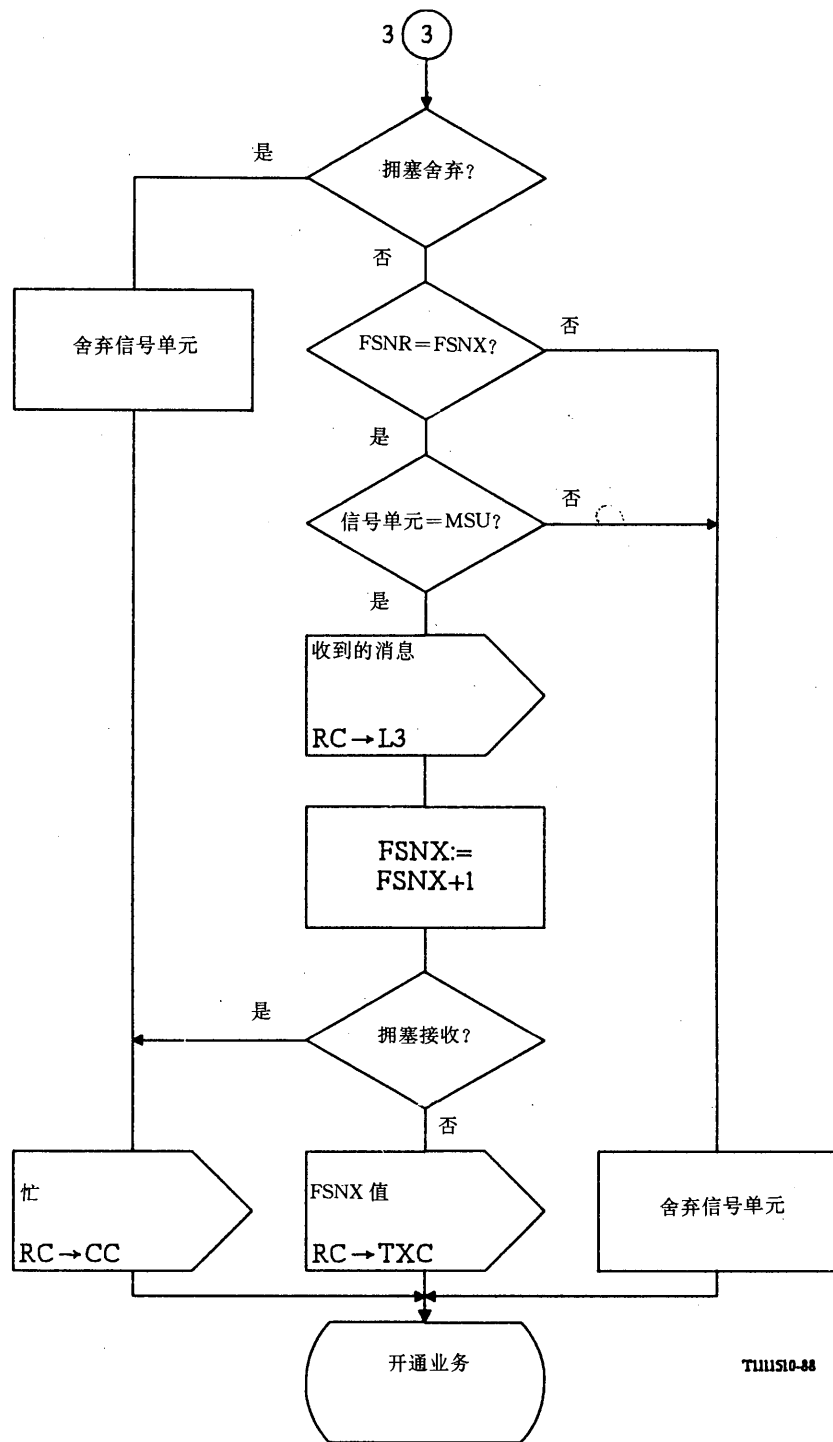 3 3
是
拥塞舍弃?
否
舍弃信号单元
FSNR=FSNX?
否
是
信号单元=MSU?
否
是
收到的消息
RC→L3
FSNX:=
FSNX+1
是
拥塞接收?
否
忙
RC→CC
FSNX 值
RC→TXC
舍弃信号单元
开通业务
T1111510-88